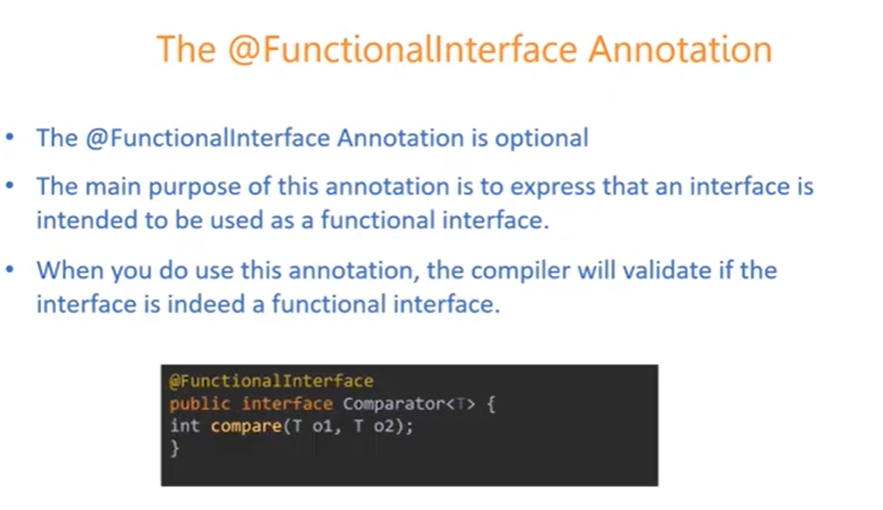 The @FunctionalInterface Annotation
• The @FunctionalInterface Annotation is optional
• The main purpose of this annotation is to express that an interface is
intended to be used as a functional interface.
• When you do use this annotation, the compiler will validate if the
interface is indeed a functional interface.
@FunctionalInterface
public interface Comparator<T> {
int compare(T o1, T o2);
}